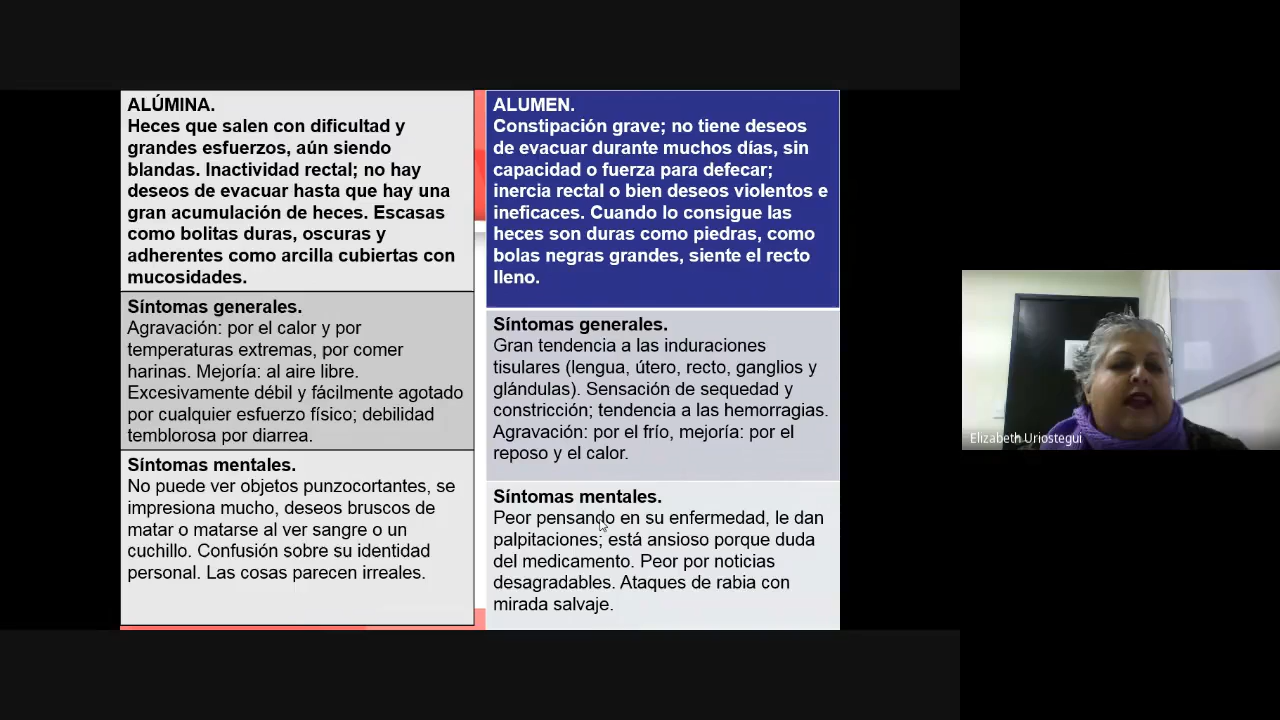 ALÚMINA.
Heces que salen con dificultad y
grandes esfuerzos, aún siendo
blandas. Inactividad rectal; no hay
deseos de evacuar hasta que hay una
gran acumulación de heces. Escasas
como bolitas duras, oscuras y
adherentes como arcilla cubiertas con
mucosidades.
Síntomas generales.
Agravación: por el calor y por
temperaturas extremas, por comer
harinas. Mejoría: al aire libre.
Excesivamente débil y fácilmente agotado
por cualquier esfuerzo físico; debilidad
temblorosa por diarrea.
Síntomas mentales.
No puede ver objetos punzocortantes, se
impresiona mucho, deseos bruscos de
matar o matarse al ver sangre o un
cuchillo. Confusión sobre su identidad
personal. Las cosas parecen irreales.
ALUMEN.
Constipación grave; no tiene deseos
de evacuar durante muchos días, sin
capacidad o fuerza para defecar;
inercia rectal o bien deseos violentos e
ineficaces. Cuando lo consigue las
heces son duras como piedras, como
bolas negras grandes, siente el recto
lleno.
Síntomas generales.
Gran tendencia a las induraciones
tisulares (lengua, útero, recto, ganglios y
glándulas). Sensación de sequedad y
constricción; tendencia a las hemorragias.
Agravación: por el frío, mejoría: por el
reposo y el calor.
Síntomas mentales.
Peor pensando en su enfermedad, le dan
palpitaciones; está ansioso porque duda
del medicamento. Peor por noticias
desagradables. Ataques de rabia con
mirada salvaje.
Elizabeth Uriostegui